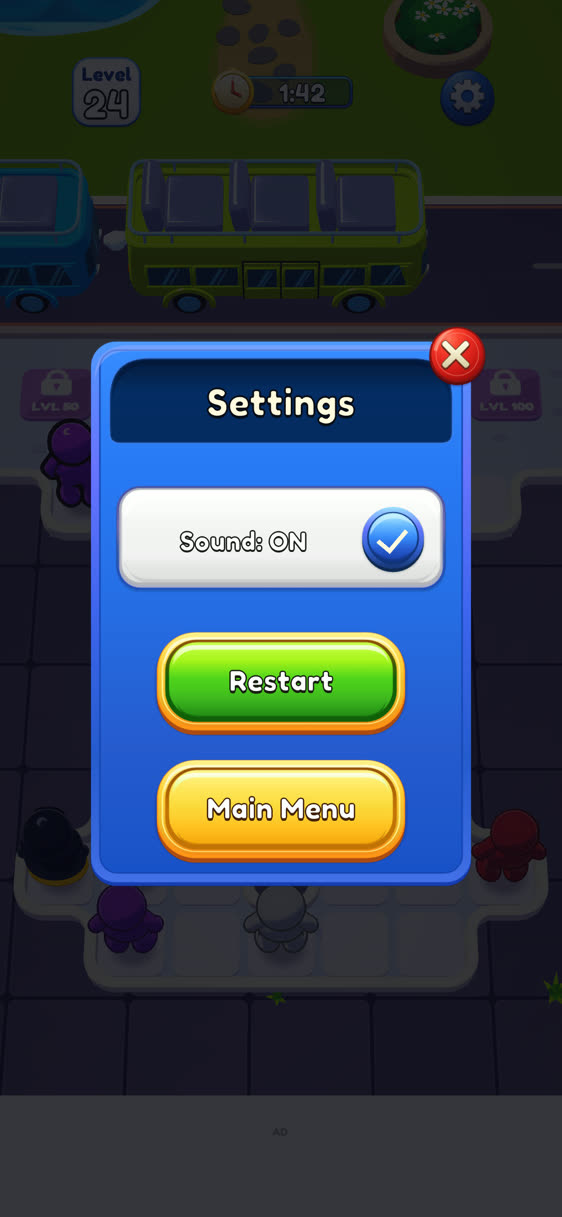 Level
24
1:42
LVL 50
LVL 100
Settings
Sound: ON
Restart
Main Menu
AD